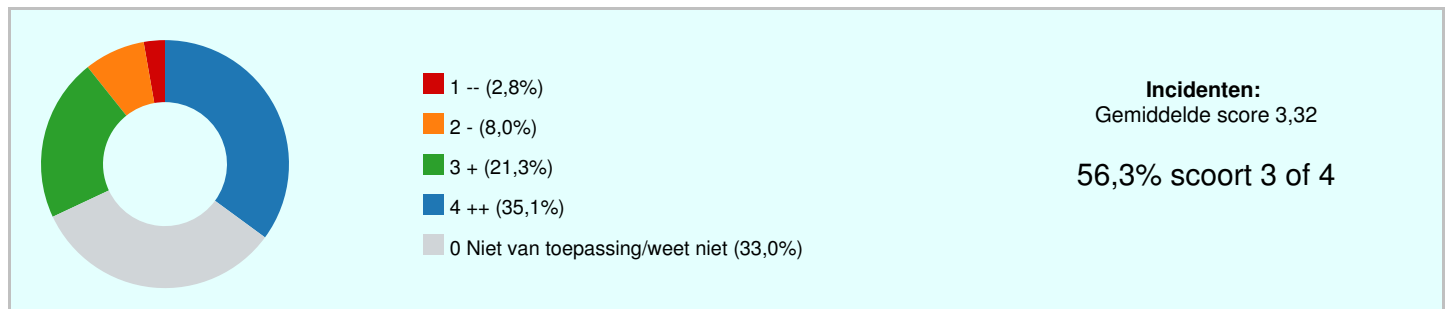 1 -- (2,8%)
2 - (8,0%)
3 + (21,3%)
4 ++ (35,1%)
0 Niet van toepassing/weet niet (33,0%)
Incidenten:
Gemiddelde score 3,32
56,3% scoort 3 of 4